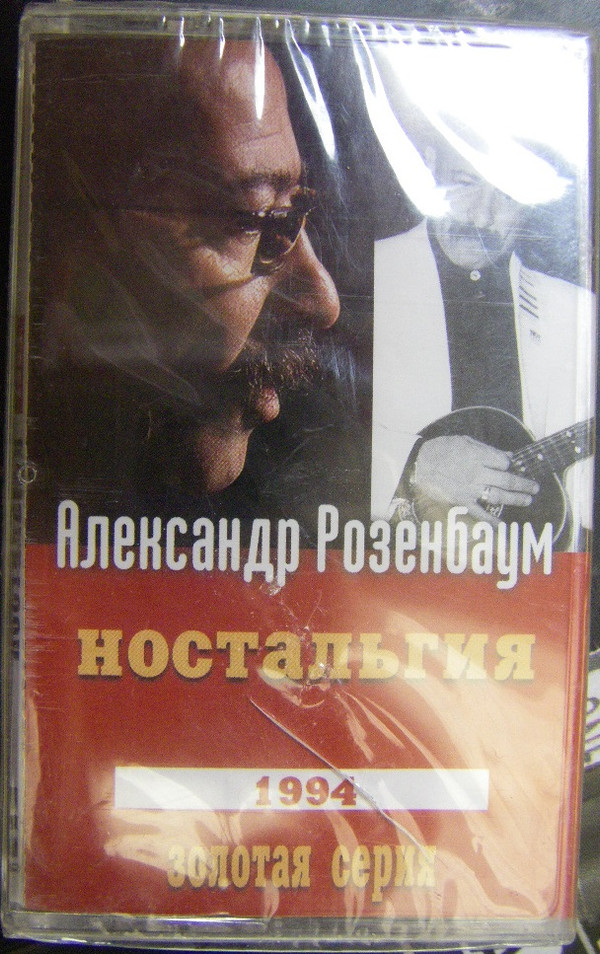 Александр Розенбаум
ностальгия
1994
золотая серия